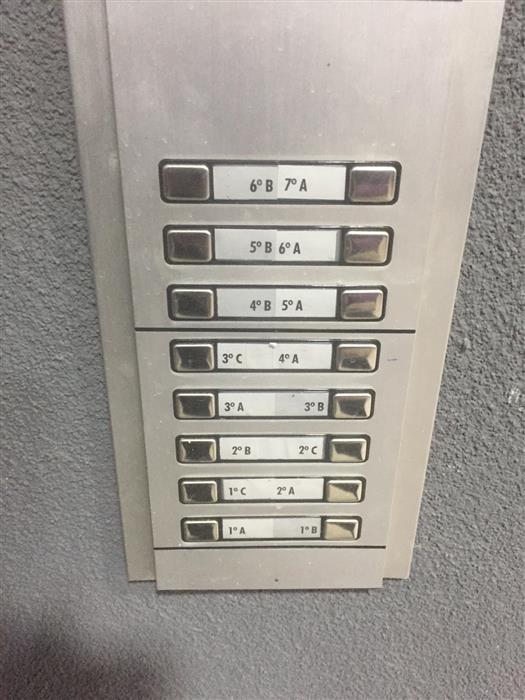 6º B 7º A
5º B 6º A
4º B 5º A
3º C 4º A
3º A 3º B
2º B 2º C
1º C 2º A
1º A 1º B